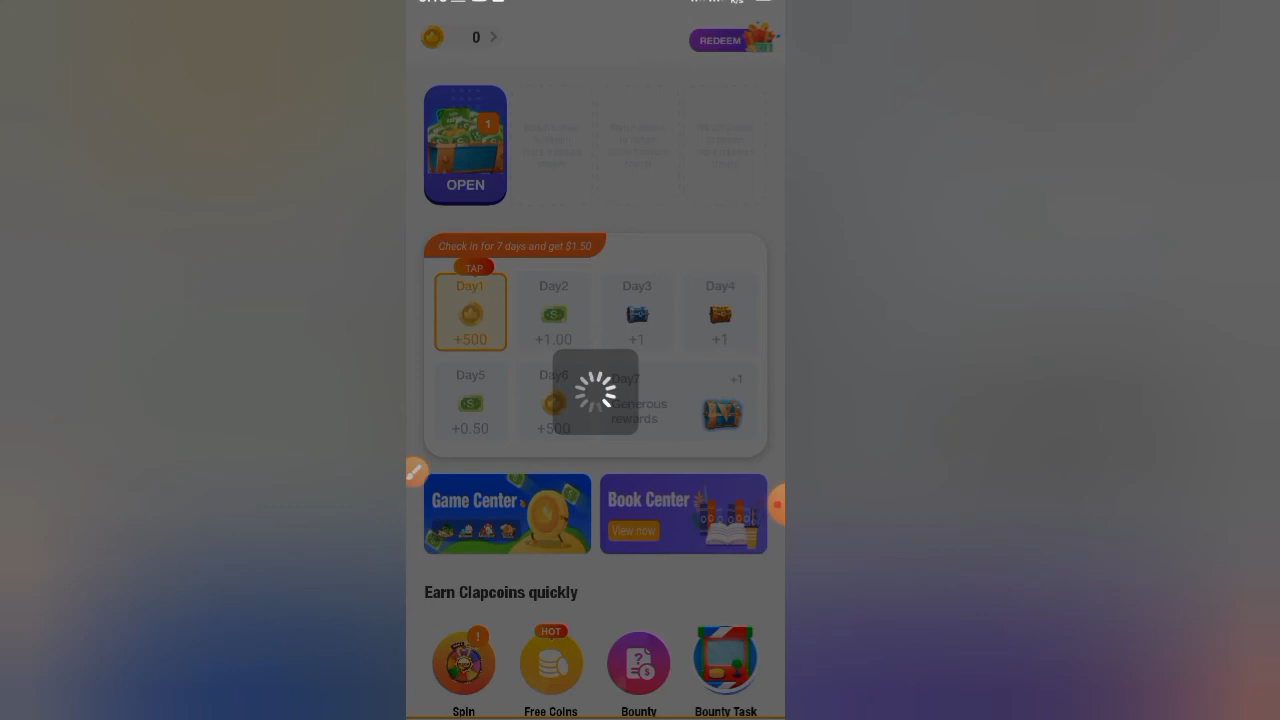 0
REDEEM
1
OPEN
Check in for 7 days and get $1.50
TAP
Day1
Day2
Day3
Day4
+500
+1.00
+1
+1
Day5
Day6
Day7
+1
Generous
rewards
+0.50
+500
Game Center
Book Center
View now
Earn Clapcoins quickly
!
HOT
Spin
Free Coins
Bounty
Bounty Task